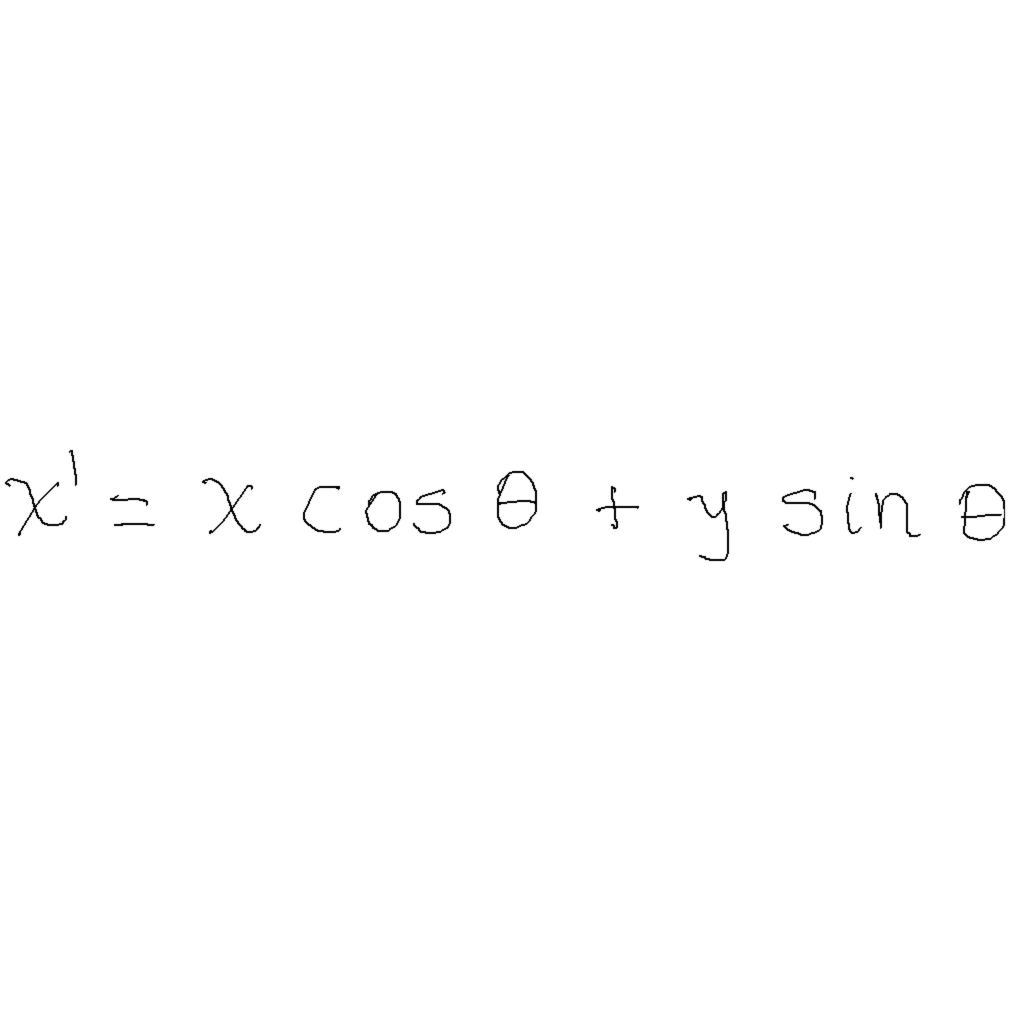 x' = x cos θ + y sin θ